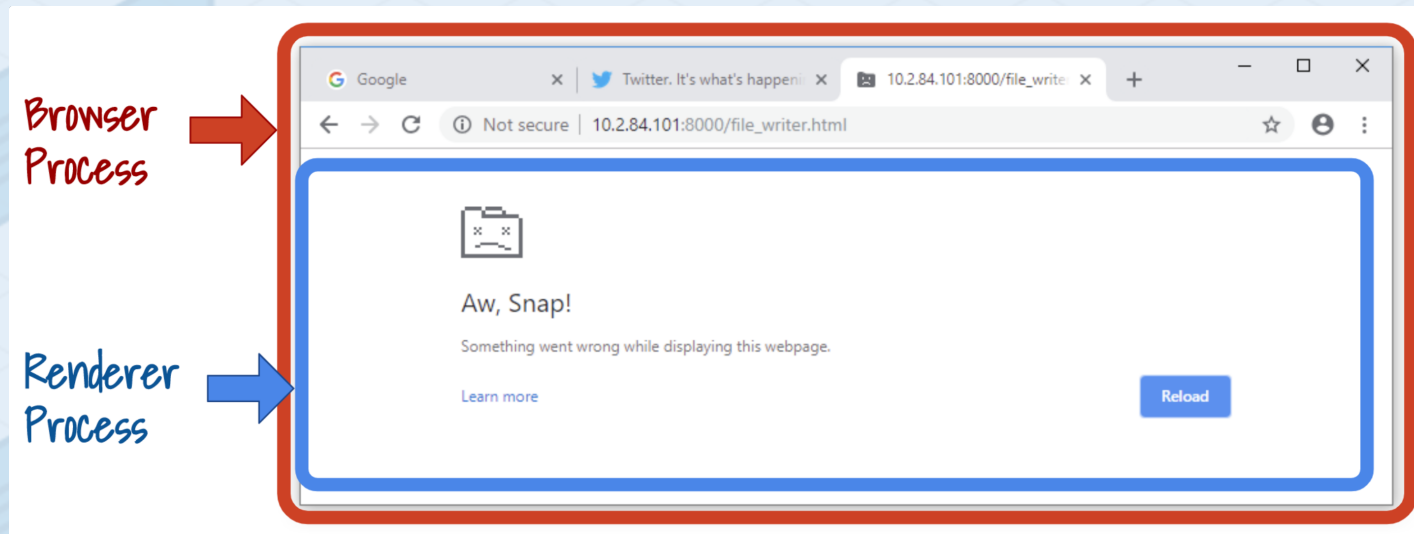 Google
Twitter. It's what's happeni
10.2.84.101:8000/file_write
Not secure | 10.2.84.101:8000/file_writer.html
Browser
Process
Aw, Snap!
Something went wrong while displaying this webpage.
Learn more
Reload
Renderer
Process